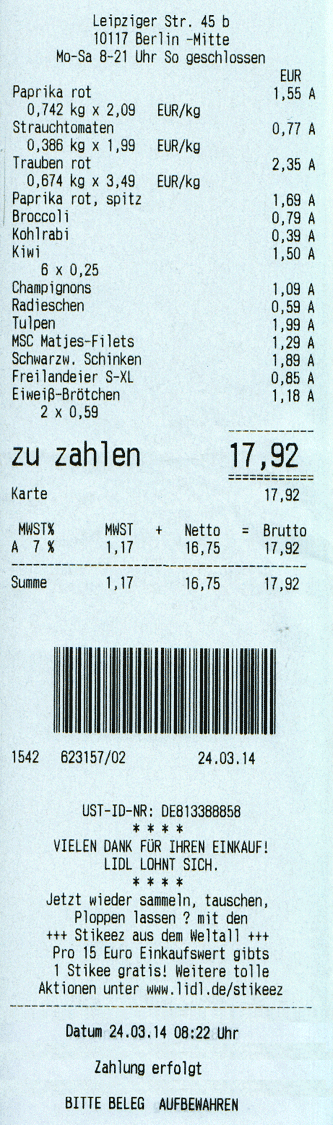 Leipziger Str. 45 b
10117 Berlin -Mitte
Mo-Sa 8-21 Uhr So geschlossen
EUR
Paprika rot 1,55 A
0,742 kg x 2,09 EUR/kg
Strauchtomaten 0,77 A
0,386 kg x 1,99 EUR/kg
Trauben rot 2,35 A
0,674 kg x 3,49 EUR/kg
Paprika rot, spitz 1,69 A
Broccoli 0,79 A
Kohlrabi 0,39 A
Kiwi 1,50 A
6 x 0,25
Champignons 1,09 A
Radieschen 0,59 A
Tulpen 1,99 A
MSC Matjes-Filets 1,29 A
Schwarzw. Schinken 1,89 A
Freilandeier S-XL 0,85 A
Eiweiß-Brötchen 1,18 A
2 x 0,59
zu zahlen 17,92
Karte 17,92
MWST% MWST + Netto = Brutto
A 7 % 1,17 16,75 17,92
Summe 1,17 16,75 17,92
1542 623157/02 24.03.14
UST-ID-NR: DE813388858
* * * *
VIELEN DANK FÜR IHREN EINKAUF!
LIDL LOHNT SICH.
* * * *
Jetzt wieder sammeln, tauschen,
Ploppen lassen ? mit den
+++ Stikeez aus dem Weltall +++
Pro 15 Euro Einkaufswert gibts
1 Stikee gratis! Weitere tolle
Aktionen unter www.lidl.de/stikeez
Datum 24.03.14 08:22 Uhr
Zahlung erfolgt
BITTE BELEG AUFBEWAHREN